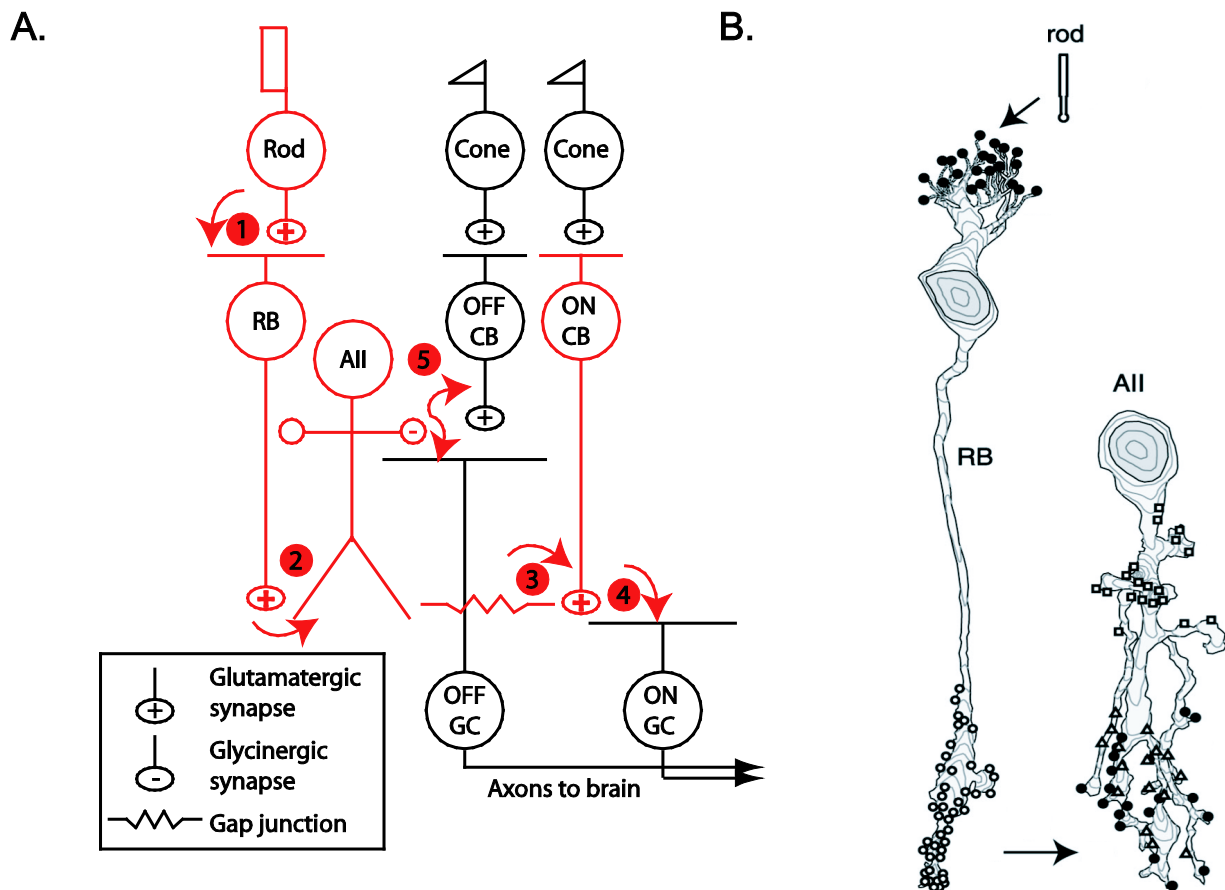 A.
B.
rod
Rod
Cone
Cone
+
+
+
1
RB
OFF
CB
ON
CB
AII
5
+
-
RB
AII
2
3
4
+
+
Glutamatergic
synapse
+
Glycinergic
synapse
-
Gap junction
OFF
GC
ON
GC
Axons to brain